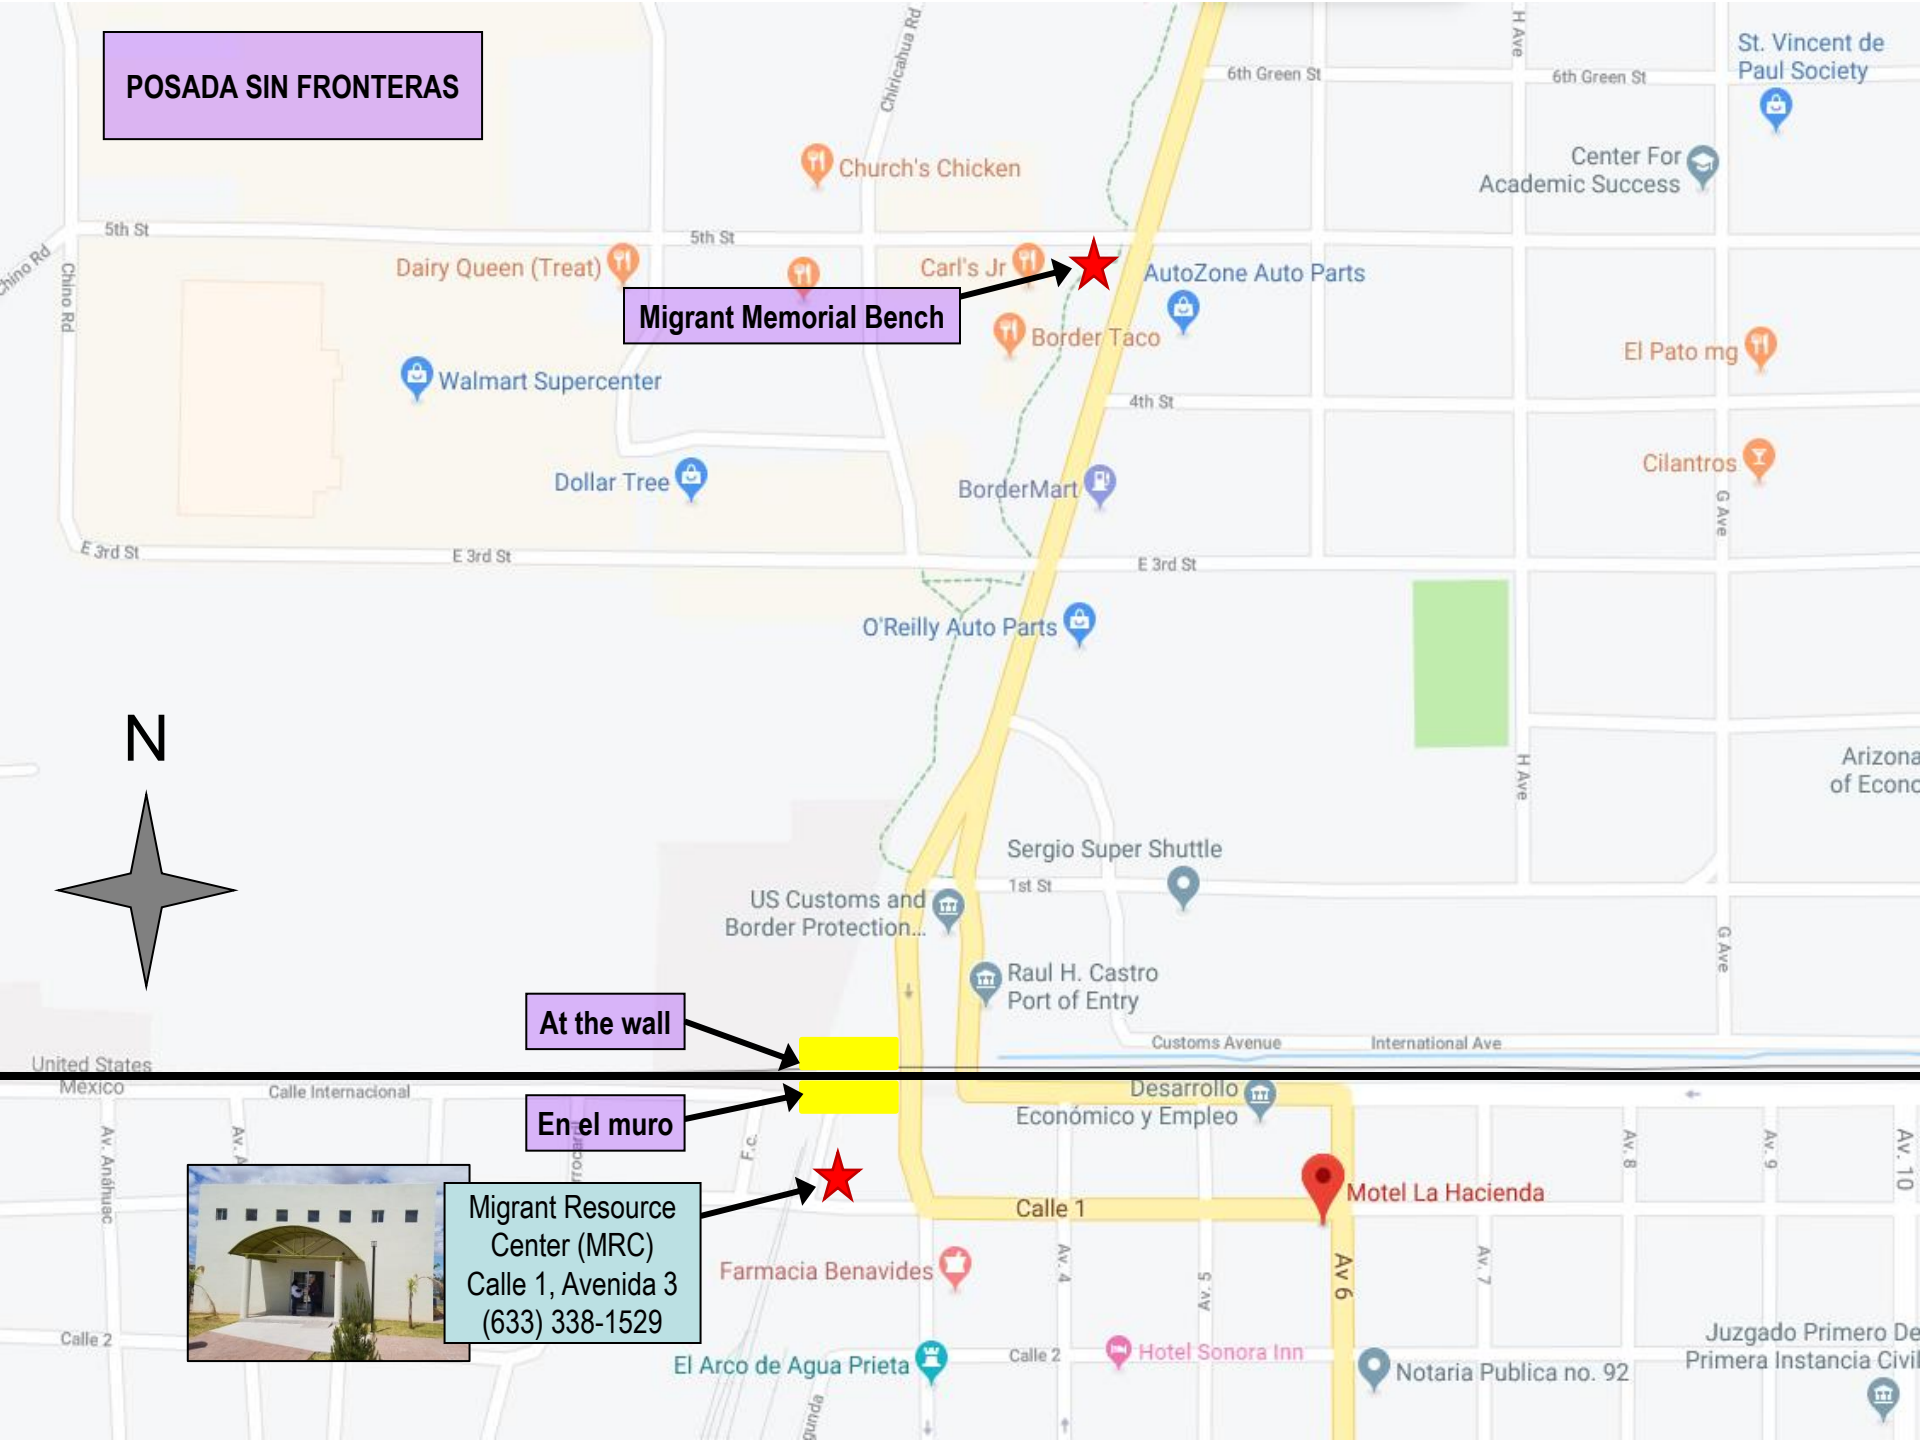 POSADA SIN FRONTERAS
Chiricahua Rd
H Ave
St. Vincent de
Paul Society
6th Green St
6th Green St
Church's Chicken
Center For
Academic Success
5th St
5th St
Chino Rd
Chino Rd
Dairy Queen (Treat)
Carl's Jr
AutoZone Auto Parts
Migrant Memorial Bench
Border Taco
El Pato mg
Walmart Supercenter
4th St
Cilantros
Dollar Tree
BorderMart
G Ave
E 3rd St
E 3rd St
E 3rd St
O'Reilly Auto Parts
N
H Ave
Arizona
of Econo
Sergio Super Shuttle
1st St
US Customs and
Border Protection...
G Ave
Raul H. Castro
Port of Entry
At the wall
Customs Avenue
International Ave
United States
Mexico
Calle Internacional
Desarrollo
Económico y Empleo
En el muro
Av. Anáhuac
Av. A
rrocarril
F.c.
Av. 8
Av. 9
Av. 10
Migrant Resource
Center (MRC)
Calle 1, Avenida 3
(633) 338-1529
Calle 1
Motel La Hacienda
Farmacia Benavides
Av. 4
Av. 5
Av 6
Av. 7
Calle 2
El Arco de Agua Prieta
Calle 2
Hotel Sonora Inn
Notaria Publica no. 92
Juzgado Primero De
Primera Instancia Civil
gunda